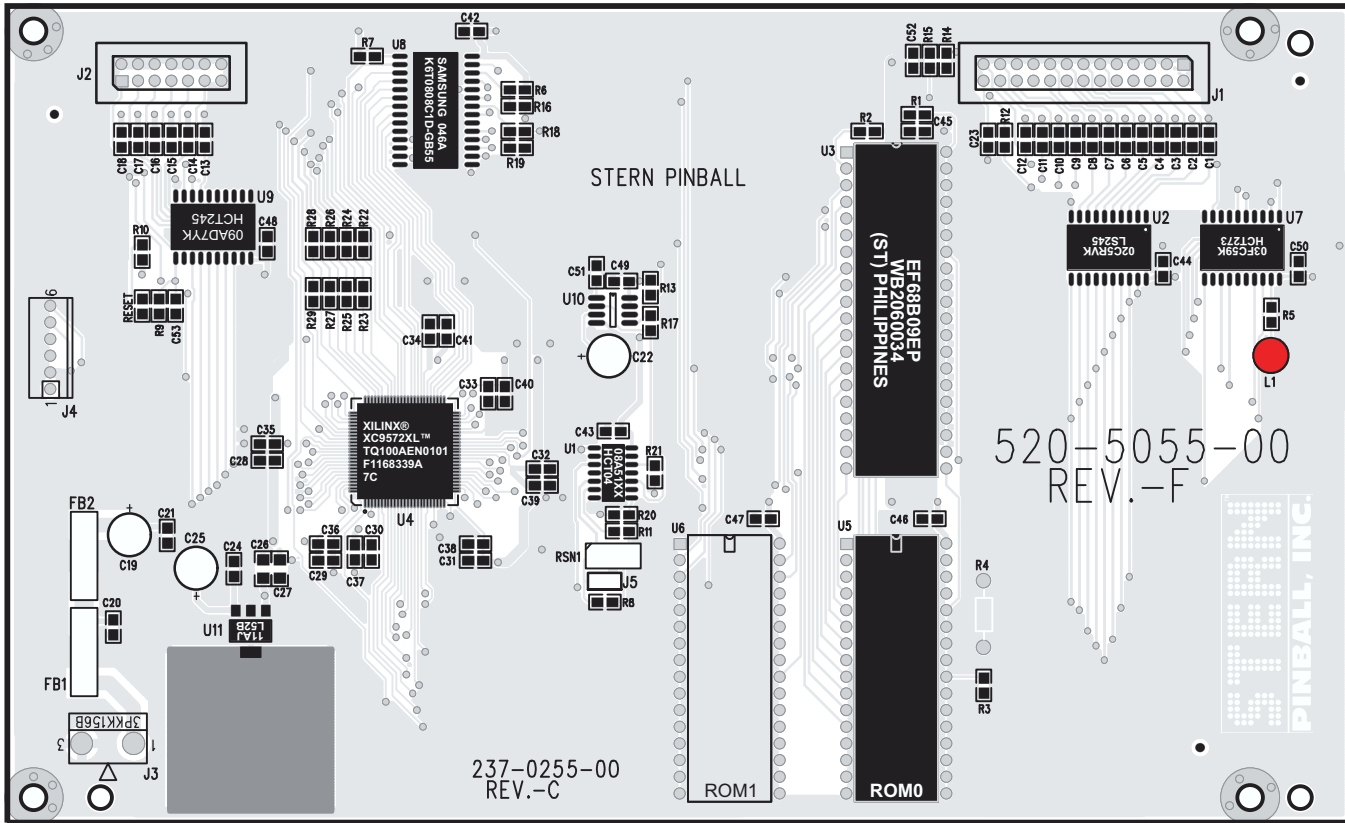 C42
R7
U8
SAMSUNG 046A
K6T0808C1D-GB55
R6
R16
R18
R19
J2
C18
C17
C16
C15
C14
C13
U9
09AD7YK
HCT245
C48
R10
RESET
R9
C53
R28
R26
R24
R22
R29
R27
R25
R23
C34
C41
STERN PINBALL
C51
C49
R13
U10
R17
C22
R2
R1
C45
U3
EF68B09EP
WB2060034
(ST) PHILIPPINES
C52
R15
R14
J1
C23
R12
C12
C11
C10
C9
C8
C7
C6
C5
C4
C3
C2
C1
U2
02CSRVK
LS245
C44
U7
03FC59K
HCT273
C50
R5
L1
6
1
J4
C33
C40
XILINX®
XC9572XL™
TQ100AEN0101
F1168339A
7C
U4
C35
C28
C32
C39
C43
U1
08A51XX
HCT04
R21
R20
R11
RSN1
J5
R8
520-5055-00
REV.-F
FB2
C19
C21
C25
C24
C26
C27
C36
C29
C30
C37
C38
C31
C20
U11
11AJ
L52B
FB1
3PKK156B
3
1
J3
U6
C47
U5
C46
R4
R3
ROM1
ROM0
237-0255-00
REV.-C
STERN
PINBALL, INC.